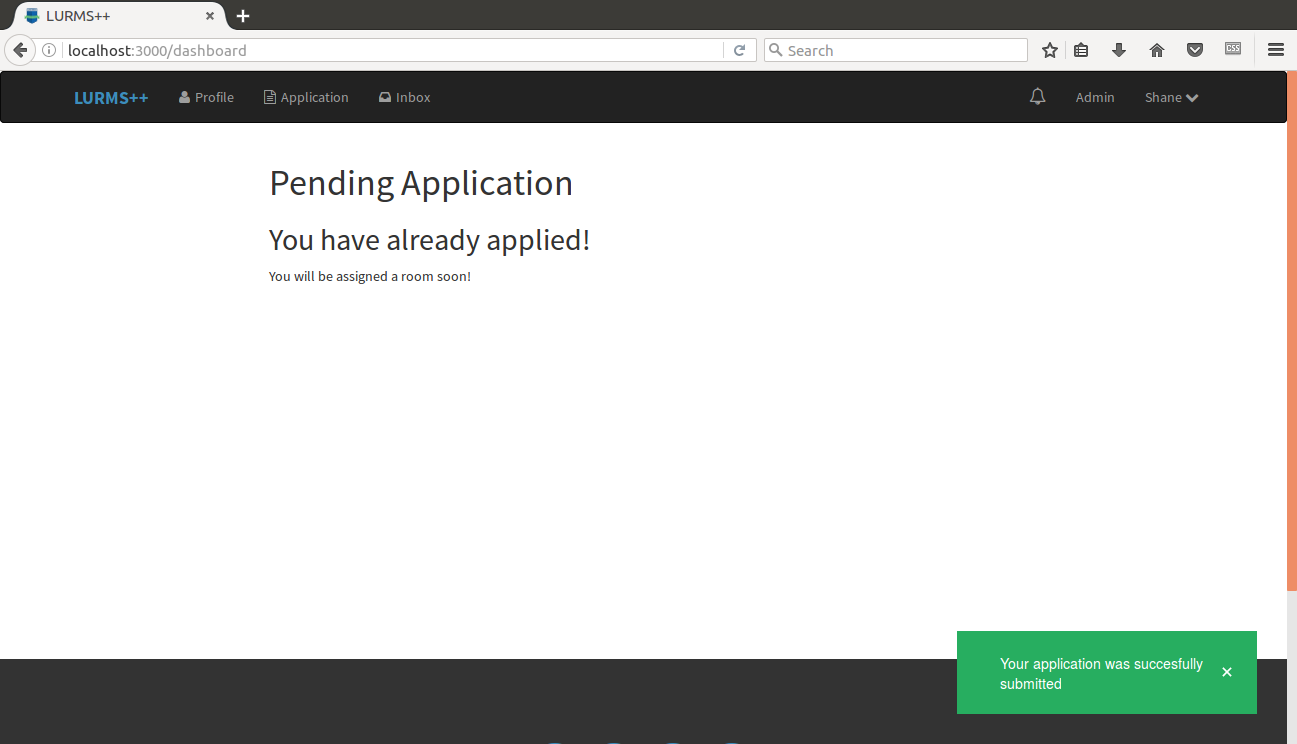 LURMS++
localhost:3000/dashboard
Search
CSS
LURMS++ Profile Application Inbox Admin Shane
Pending Application
You have already applied!
You will be assigned a room soon!
Your application was succesfully
submitted